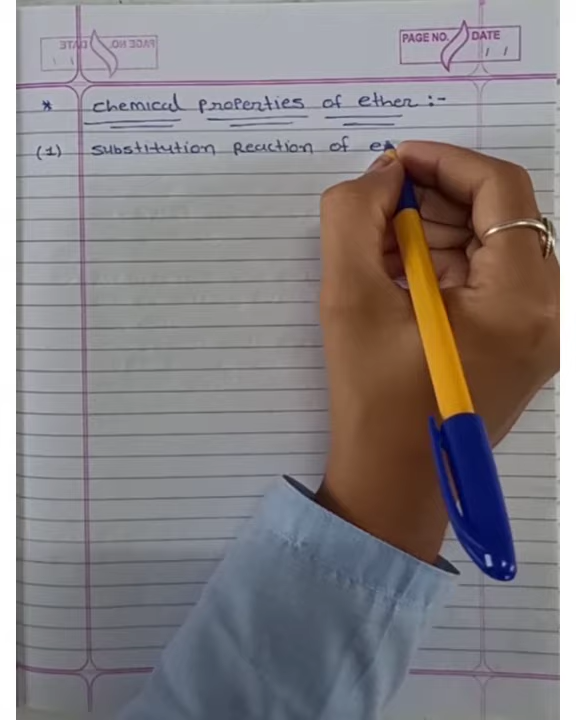 PAGE NO. DATE
/ /
* chemical properties of ether :-
(1) substitution Reaction of